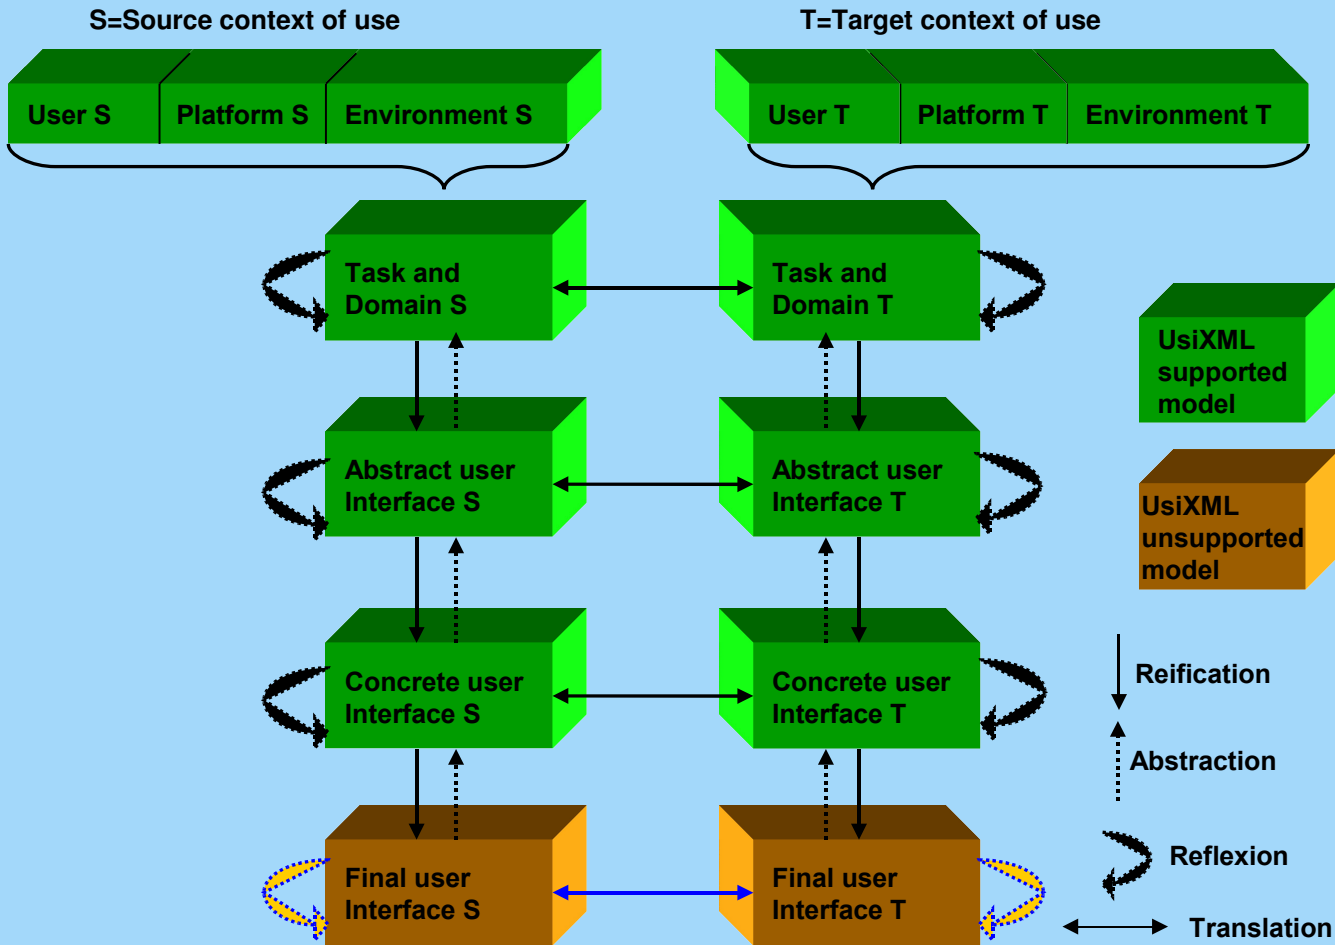 S=Source context of use
T=Target context of use
User S
Platform S
Environment S
User T
Platform T
Environment T
Task and
Domain S
Task and
Domain T
UsiXML
supported
model
Abstract user
Interface S
Abstract user
Interface T
UsiXML
unsupported
model
Concrete user
Interface S
Concrete user
Interface T
Reification
Abstraction
Final user
Interface S
Final user
Interface T
Reflexion
Translation